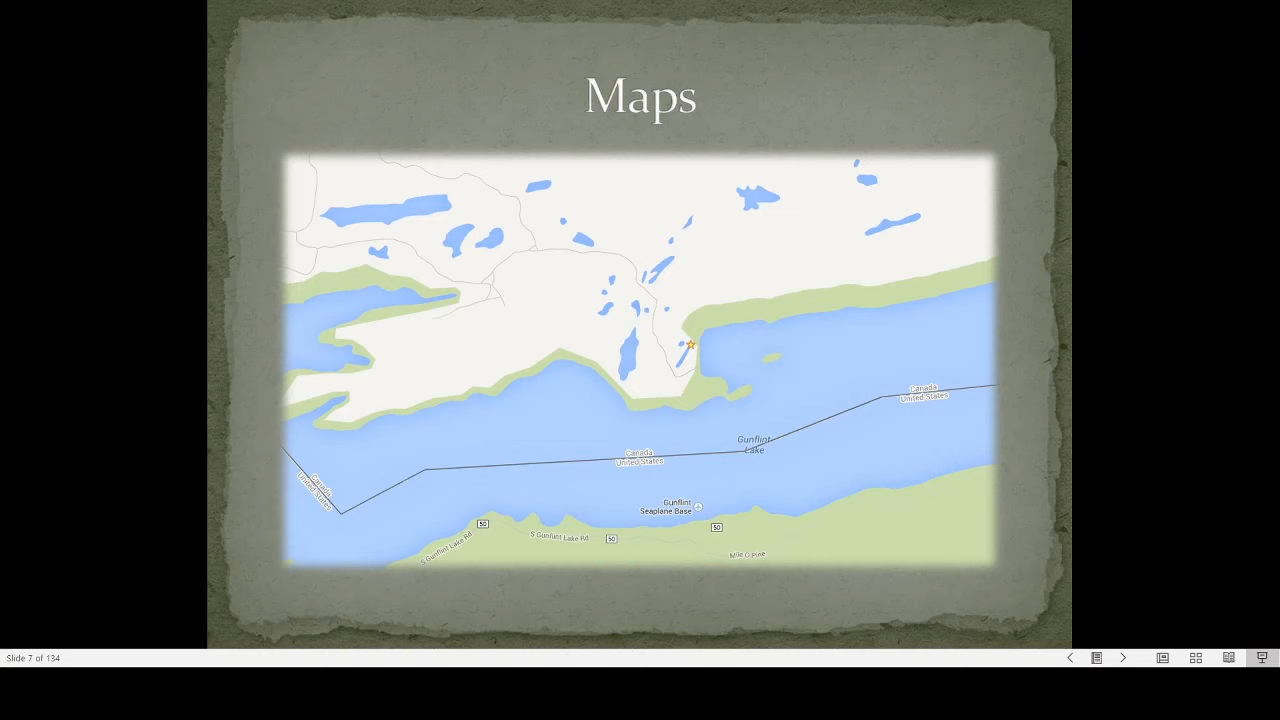 Maps
Canada
United States
Gunflint
Lake
Canada
United States
Canada
United States
Gunflint
Seaplane Base
50
50
S Gunflint Lake Rd
50
S Gunflint Lake Rd
Mile O Pine
Slide 7 of 134